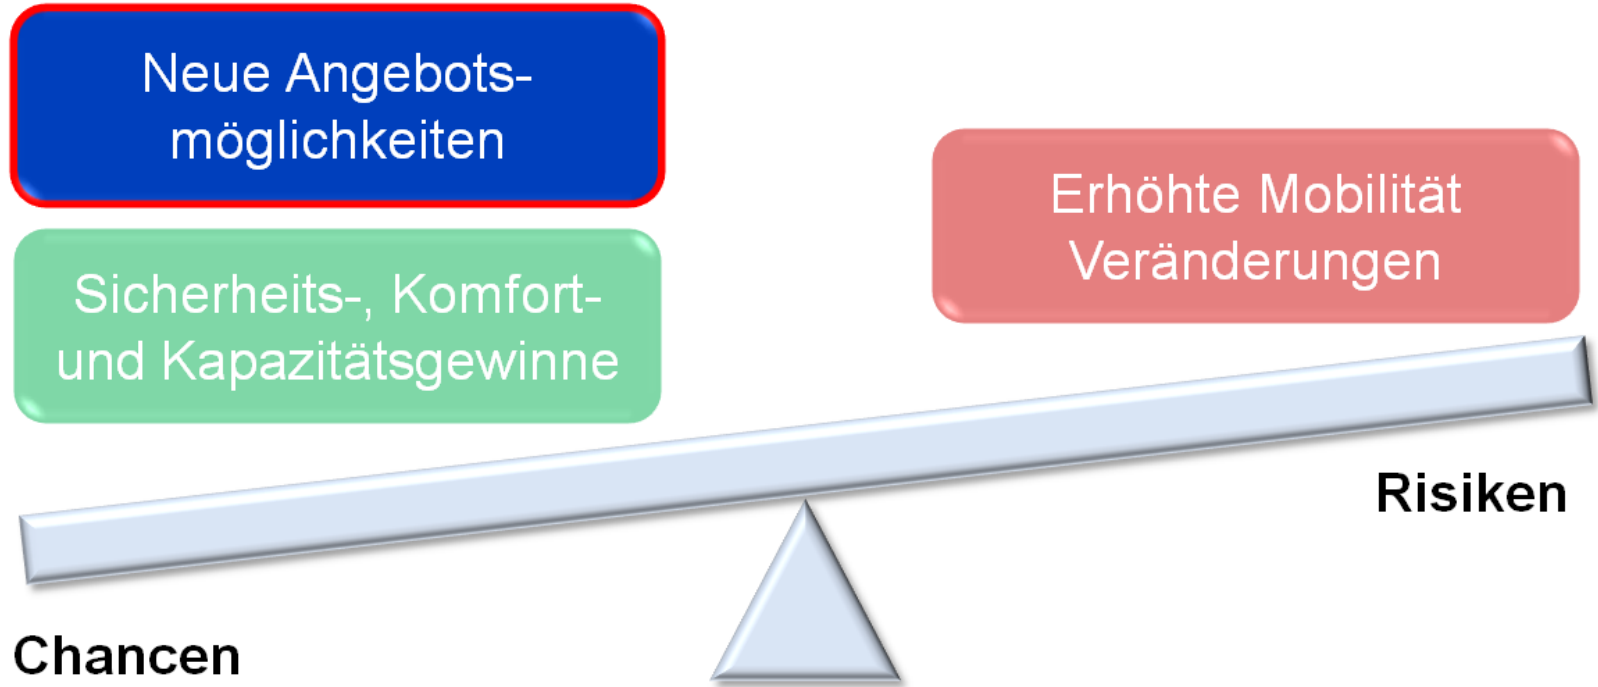 Neue Angebots-
möglichkeiten
Sicherheits-, Komfort-
und Kapazitätsgewinne
Erhöhte Mobilität
Veränderungen
Risiken
Chancen